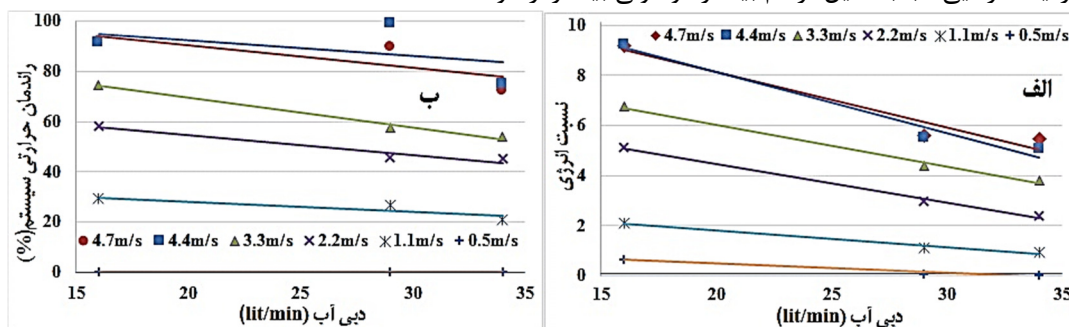 100
80
60
40
20
0
15
20
25
30
35
راندمان حرارتی سیستم(%)
دبی آب (lit/min)
ب
4.7m/s
4.4m/s
3.3m/s
2.2m/s
1.1m/s
0.5m/s
10
8
6
4
2
0
15
20
25
30
35
نسبت انرژی
دبی آب (lit/min)
الف
4.7m/s
4.4m/s
3.3m/s
2.2m/s
1.1m/s
0.5m/s